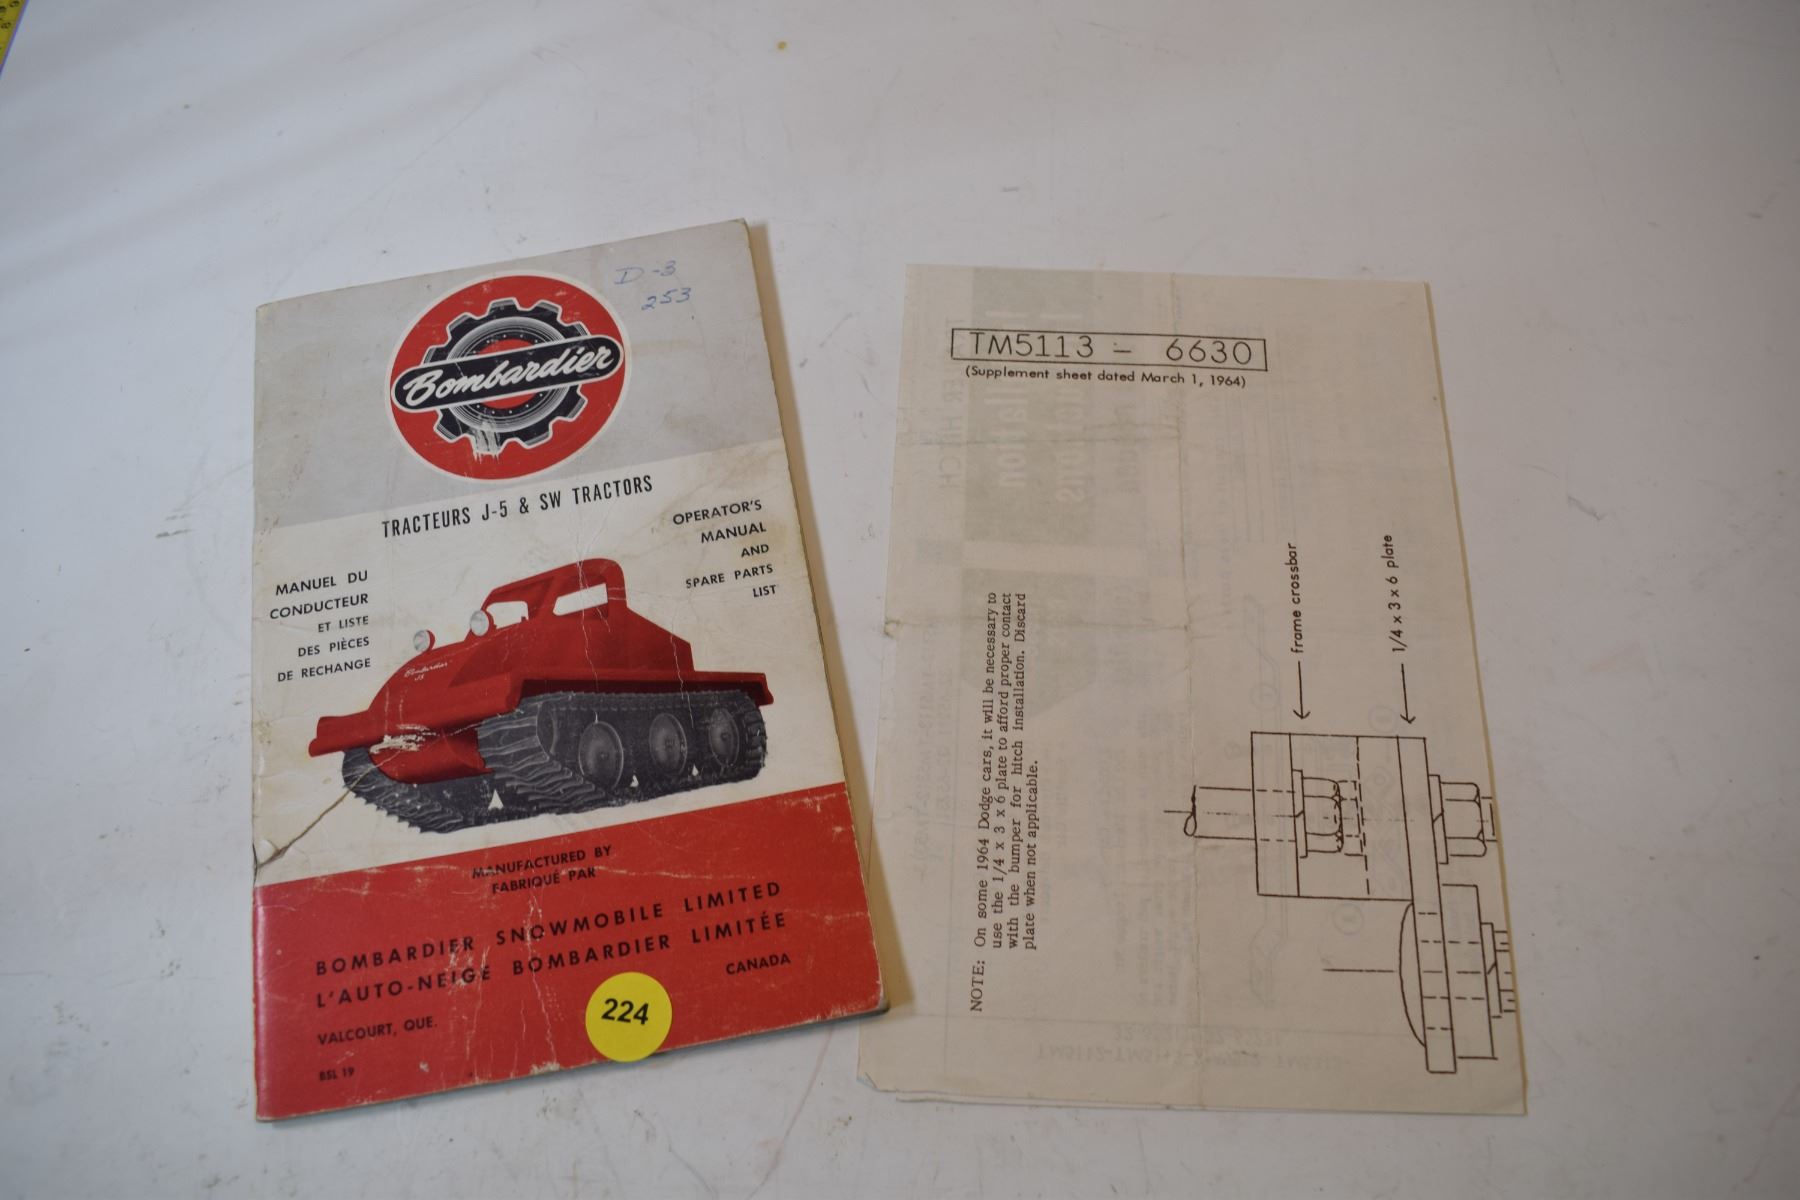 D-3
253
Bombardier
TRACTEURS J-5 & SW TRACTORS
MANUEL DU
CONDUCTEUR
ET LISTE
DES PIÈCES
DE RECHANGE
OPERATOR'S
MANUAL
AND
SPARE PARTS
LIST
Bombardier
J5
MANUFACTURED BY
FABRIQUÉ PAR
BOMBARDIER SNOWMOBILE LIMITED
L'AUTO-NEIGE BOMBARDIER LIMITÉE
VALCOURT, QUE.
CANADA
BSL 19
224
TM5113 - 6630
(Supplement sheet dated March 1, 1964)
NOTE: On some 1964 Dodge cars, it will be necessary to
use the 1/4 x 3 x 6 plate to afford proper contact
with the bumper for hitch installation. Discard
plate when not applicable.
frame crossbar
1/4 x 3 x 6 plate